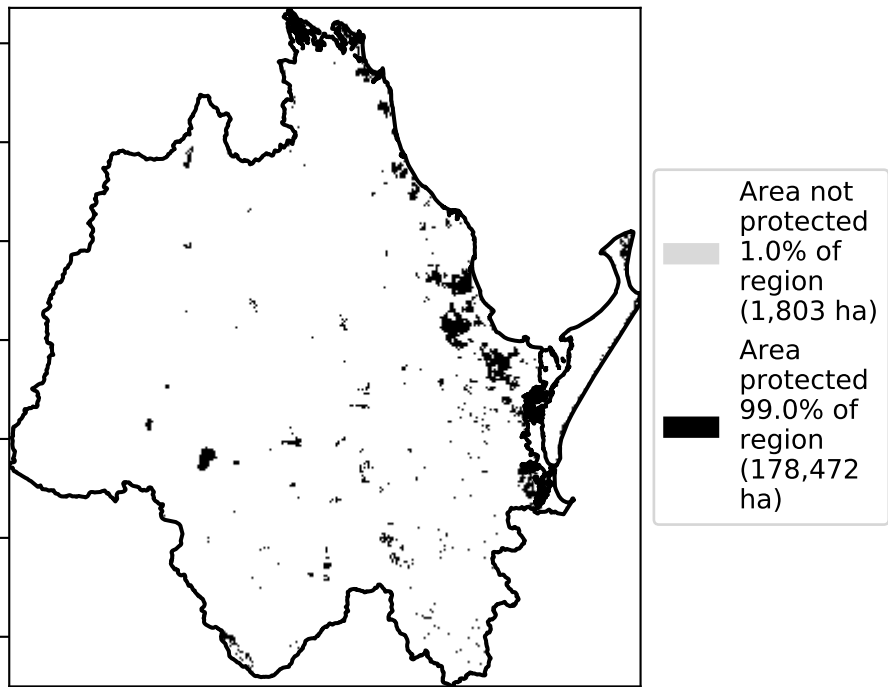 Area not
protected
1.0% of
region
(1,803 ha)
Area
protected
99.0% of
region
(178,472
ha)